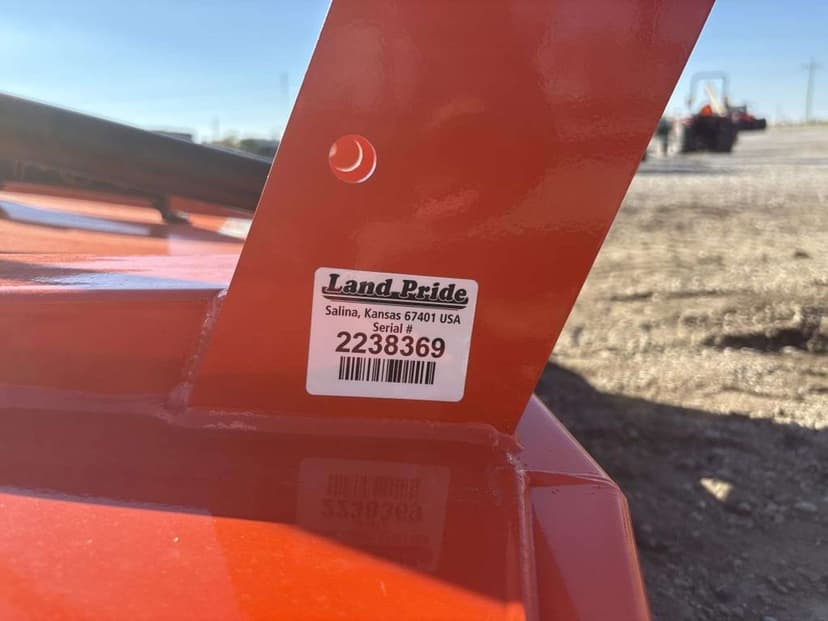 Land Pride
Salina, Kansas 67401 USA
Serial #
2238369